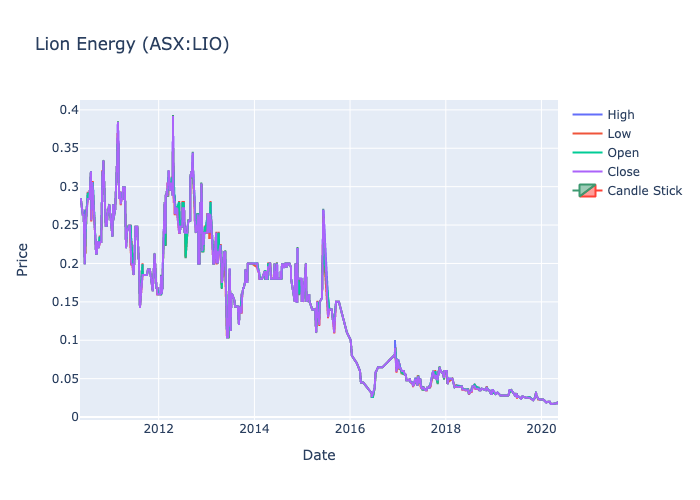 Lion Energy (ASX:LIO)
0.4
0.35
0.3
0.25
0.2
0.15
0.1
0.05
0
Price
2012
2014
2016
2018
2020
Date
High
Low
Open
Close
Candle Stick